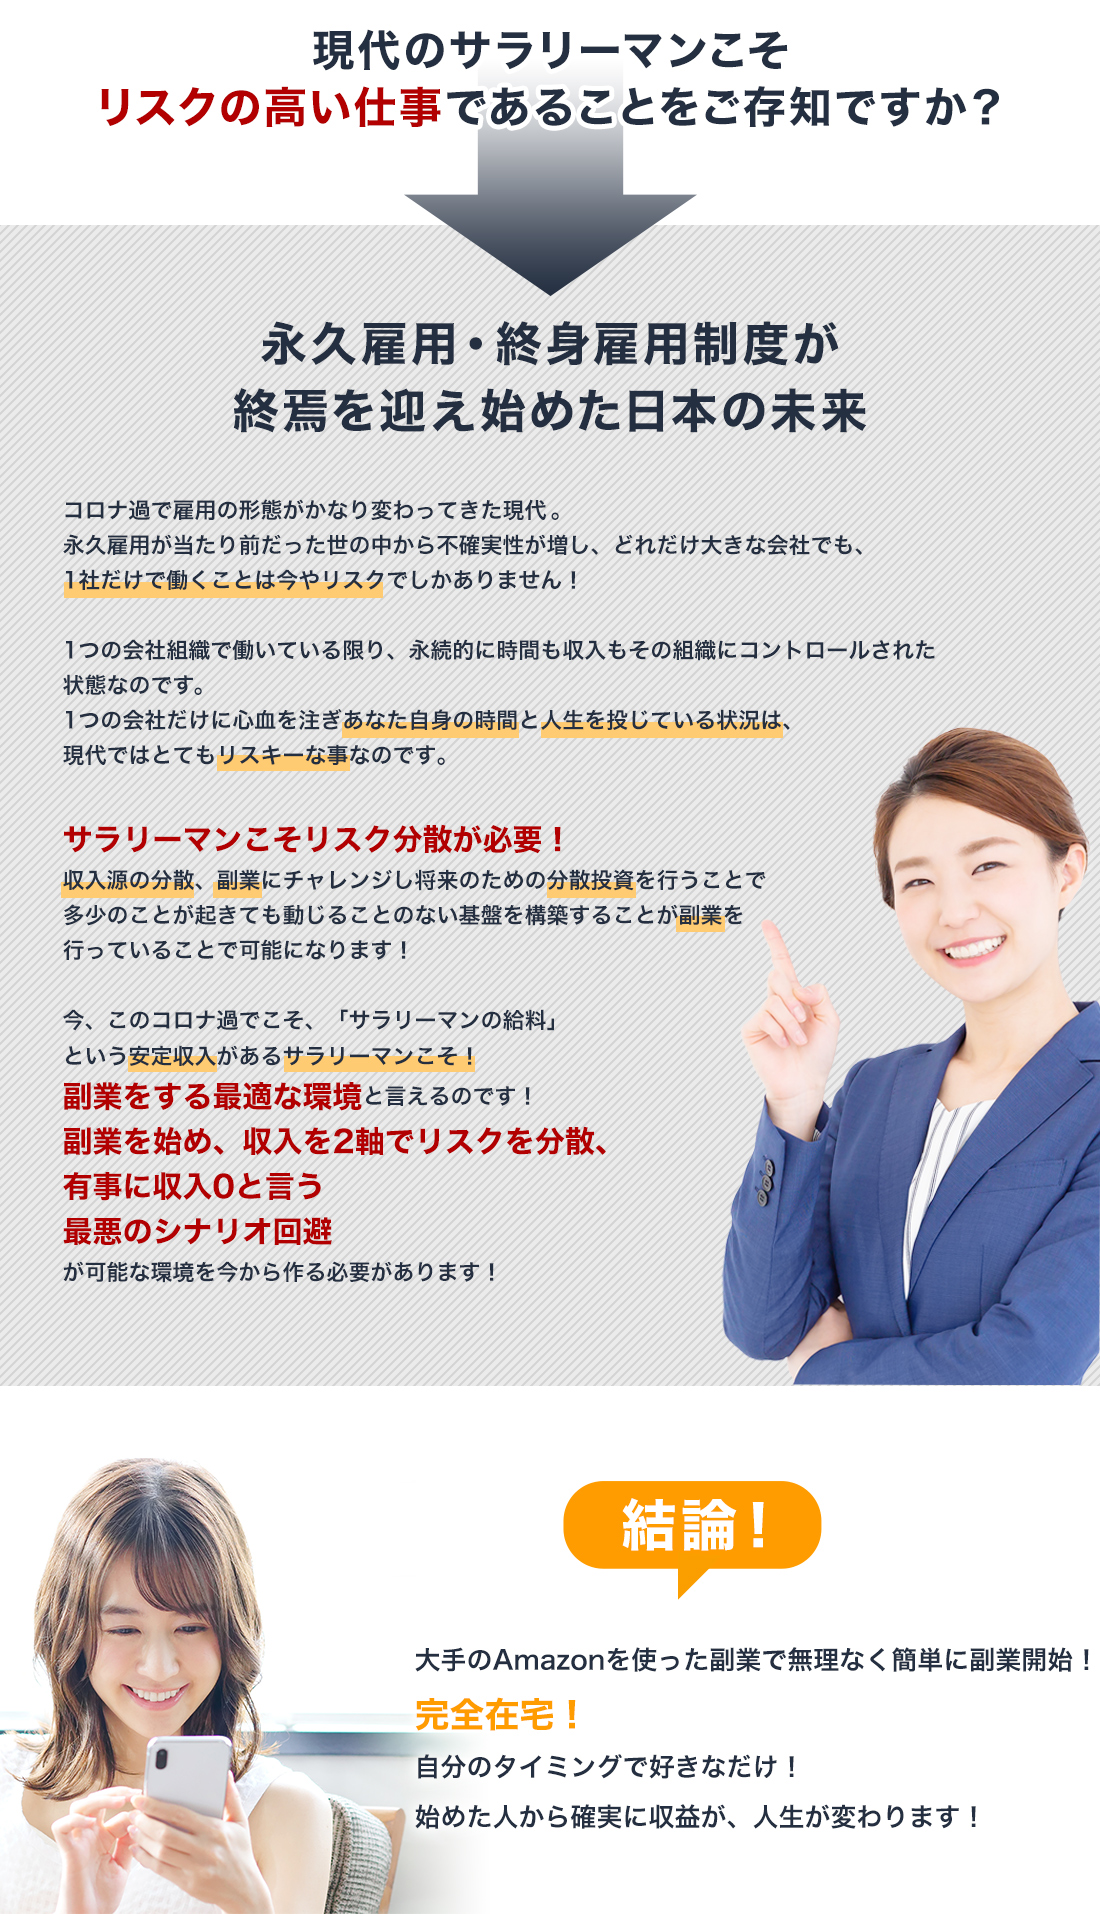 現代のサラリーマンこそ
リスクの高い仕事であることをご存知ですか？
永久雇用・終身雇用制度が
終焉を迎え始めた日本の未来
コロナ過で雇用の形態がかなり変わってきた現代。
永久雇用が当たり前だった世の中から不確実性が増し、どれだけ大きな会社でも、
1社だけで働くことは今やリスクでしかありません！
1つの会社組織で働いている限り、永続的に時間も収入もその組織にコントロールされた
状態なのです。
1つの会社だけに心血を注ぎあなた自身の時間と人生を投じている状況は、
現代ではとてもリスキーな事なのです。
サラリーマンこそリスク分散が必要！
収入源の分散、副業にチャレンジし将来のための分散投資を行うことで
多少のことが起きても動じることのない基盤を構築することが副業を
行っていることで可能になります！
今、このコロナ過でこそ、「サラリーマンの給料」
という安定収入があるサラリーマンこそ！
副業をする最適な環境と言えるのです！
副業を始め、収入を2軸でリスクを分散、
有事に収入0と言う
最悪のシナリオ回避
が可能な環境を今から作る必要があります！
結論！
大手のAmazonを使った副業で無理なく簡単に副業開始！
完全在宅！
自分のタイミングで好きなだけ！
始めた人から確実に収益が、人生が変わります！